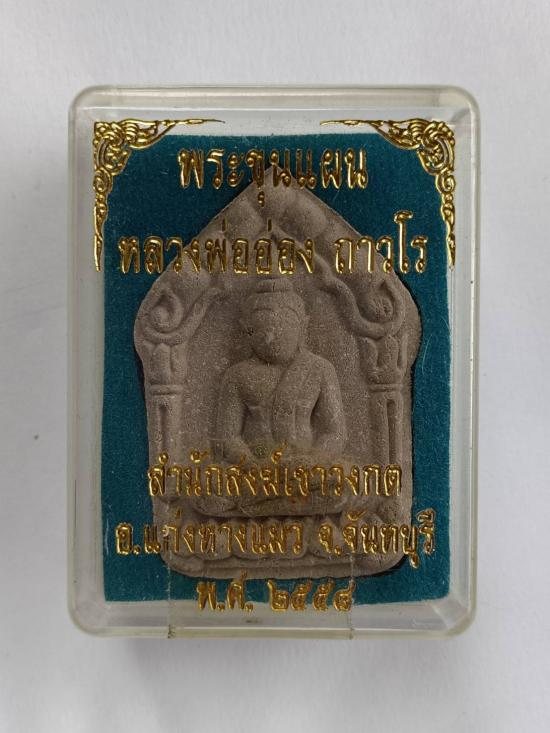 พระขุนแผน
หลวงพ่ออ่อง ถาวโร
สำนักสงฆ์เขาวงกต
อ.แก่งหางแมว จ.จันทบุรี
พ.ศ. ๒๕๕๔